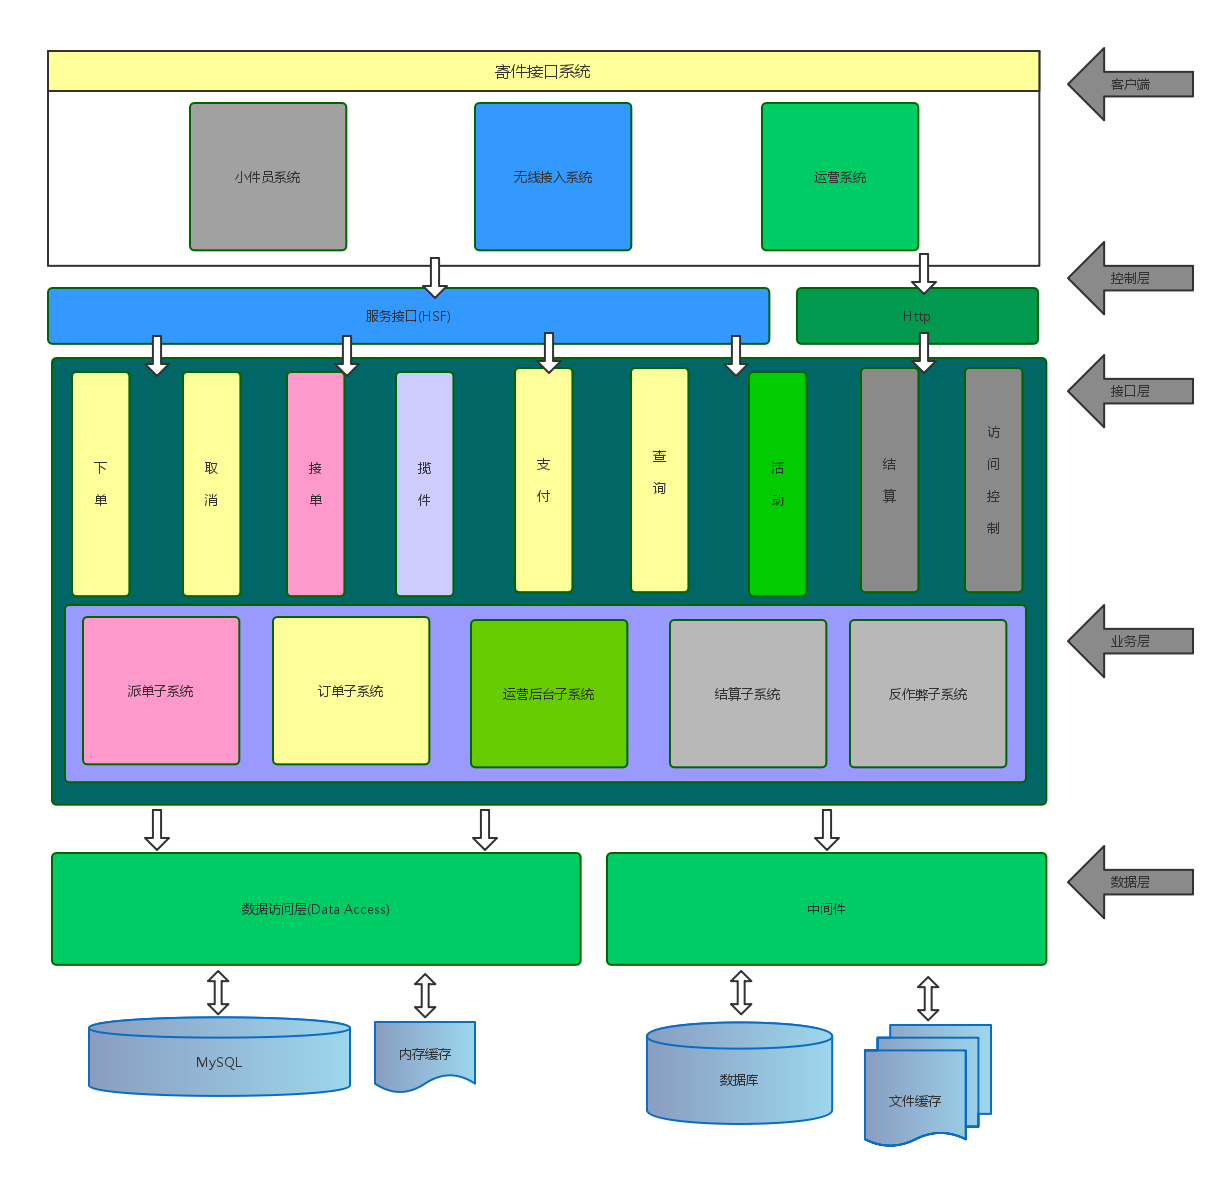 寄件接口系统
客户端
小件员系统
无线接入系统
运营系统
控制层
服务接口(HSF)
Http
接口层
下单
取消
接单
揽件
支付
查询
活动
结算
访问控制
业务层
派单子系统
订单子系统
运营后台子系统
结算子系统
反作弊子系统
数据层
数据访问层(Data Access)
中间件
MySQL
内存缓存
数据库
文件缓存